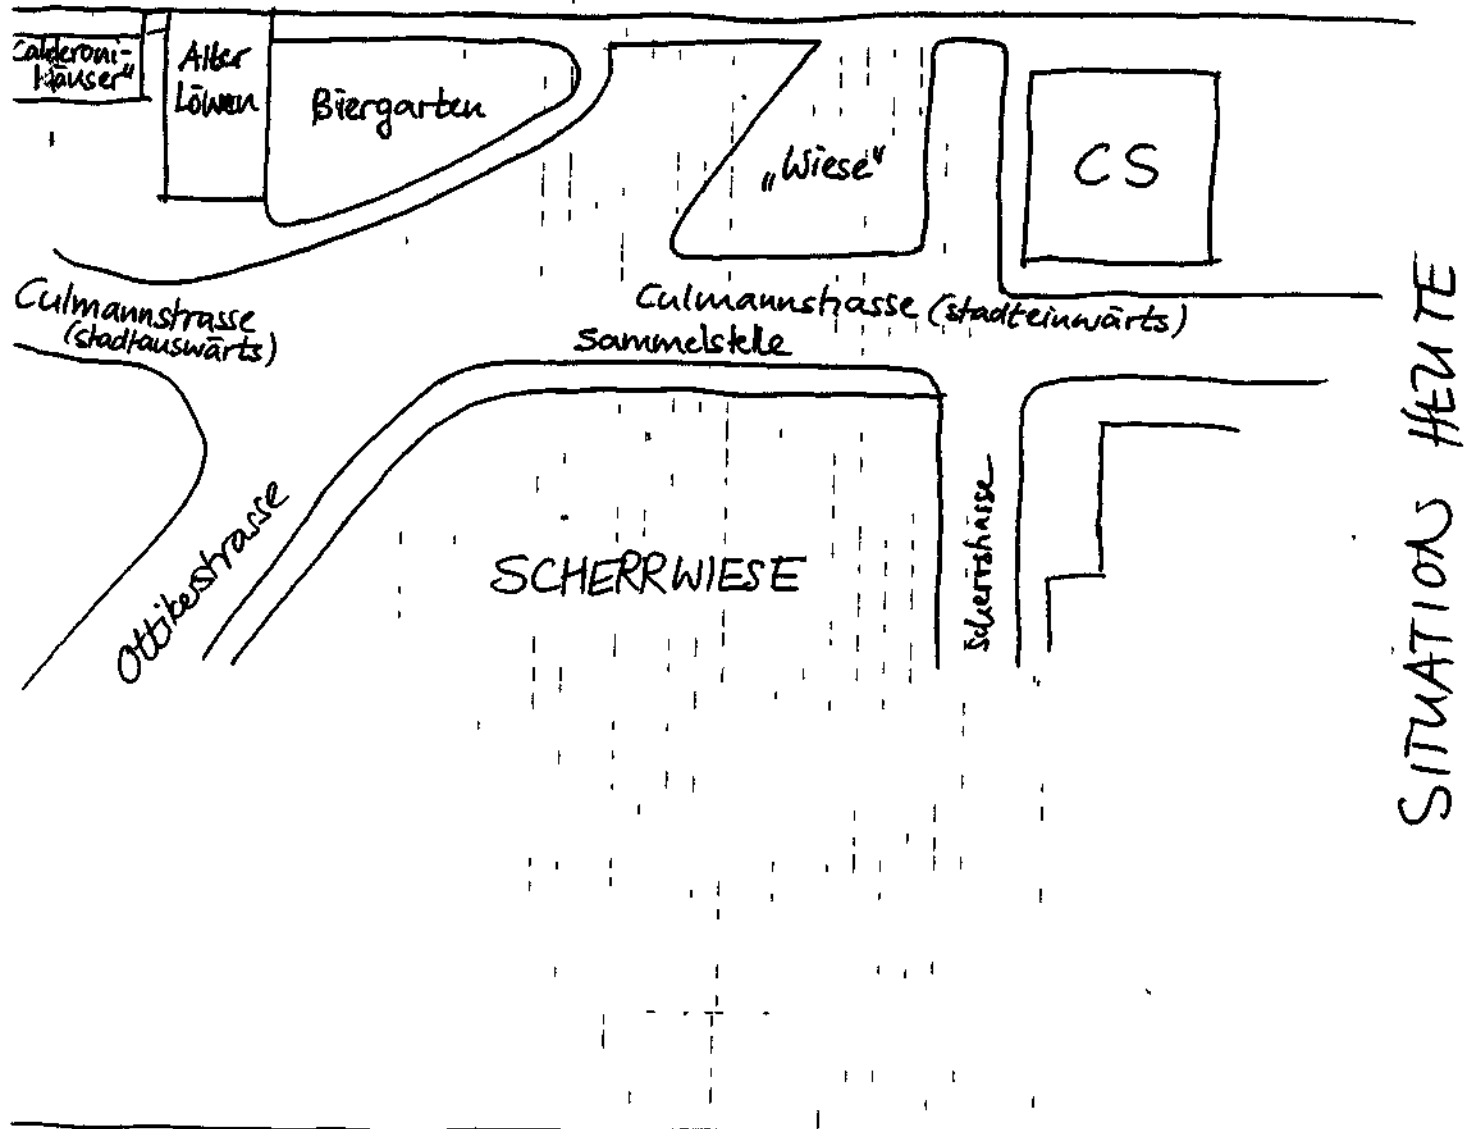 Calderoni-
Häuser"
Alter
Löwen
Biergarten
„Wiese"
CS
Culmannstrasse
(stadtauswärts)
Culmannstrasse (stadteinwärts)
Sammelstelle
Ottikerstrasse
SCHERRWIESE
Scherrstrasse
SITUATION HEUTE